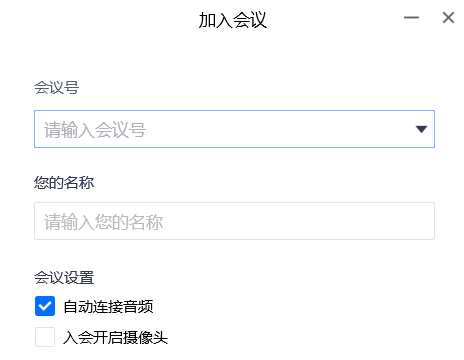 加入会议
会议号
请输入会议号
您的名称
请输入您的名称
会议设置
自动连接音频
入会开启摄像头